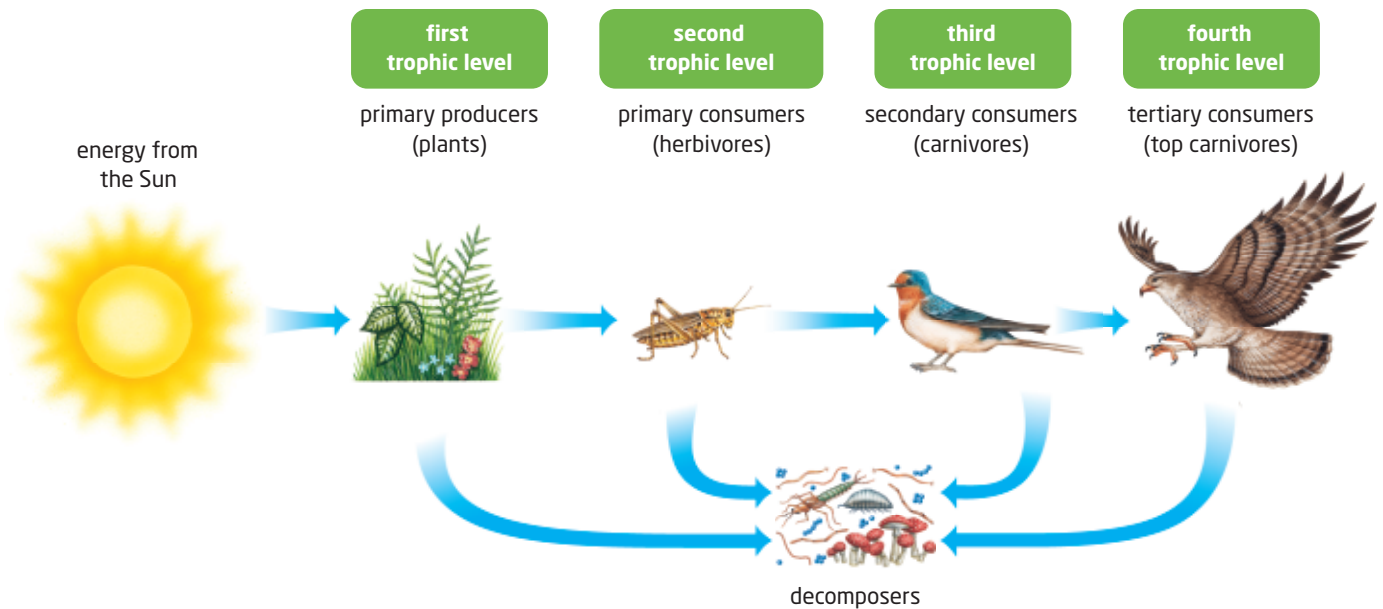 first
trophic level
second
trophic level
third
trophic level
fourth
trophic level
primary producers
(plants)
primary consumers
(herbivores)
secondary consumers
(carnivores)
tertiary consumers
(top carnivores)
energy from
the Sun
decomposers